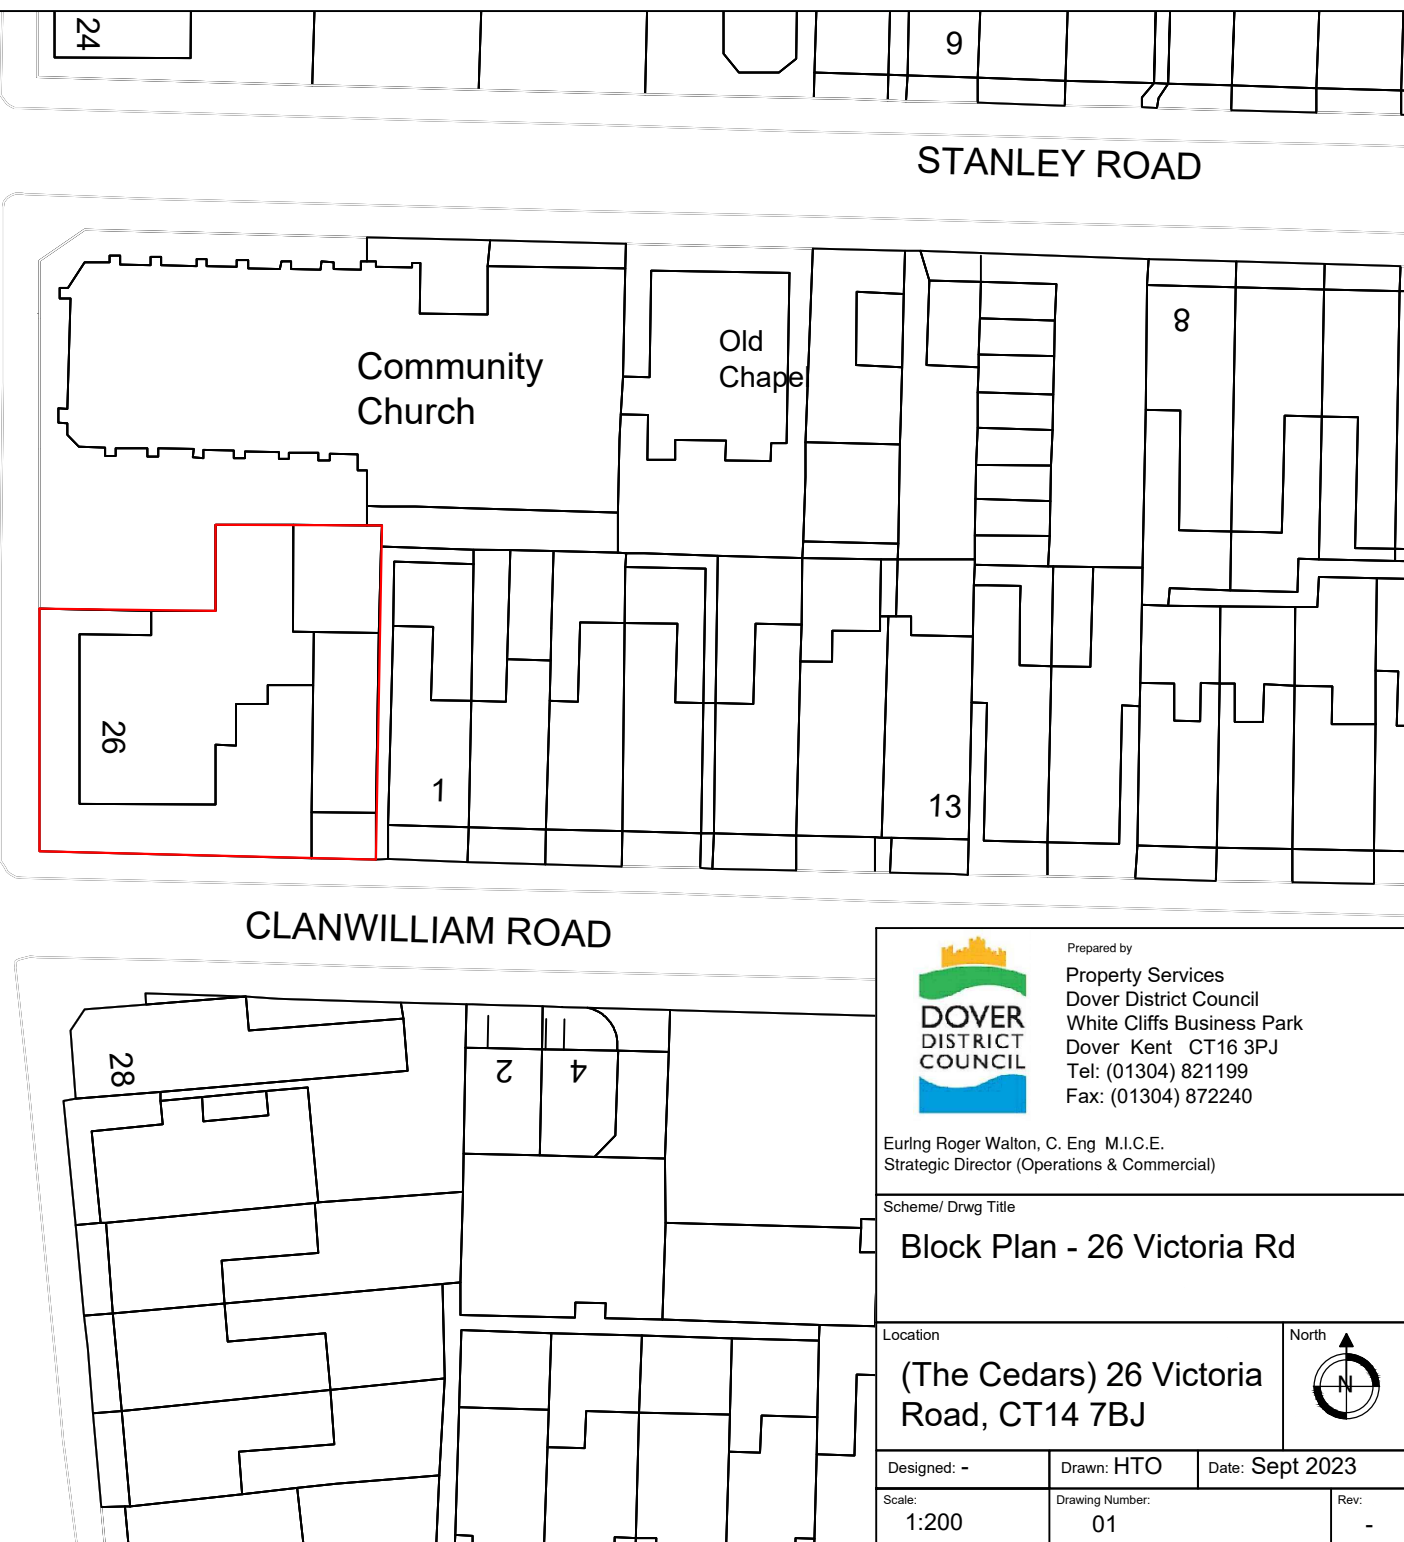 24
9
STANLEY ROAD
Community
Church
Old
Chapel
8
26
1
13
CLANWILLIAM ROAD
28
2
4
DOVER
DISTRICT
COUNCIL
Prepared by
Property Services
Dover District Council
White Cliffs Business Park
Dover Kent CT16 3PJ
Tel: (01304) 821199
Fax: (01304) 872240
EurIng Roger Walton, C. Eng M.I.C.E.
Strategic Director (Operations & Commercial)
Scheme/ Drwg Title
Block Plan - 26 Victoria Rd
Location
(The Cedars) 26 Victoria
Road, CT14 7BJ
North
N
Designed: -
Drawn: HTO
Date: Sept 2023
Scale:
1:200
Drawing Number:
01
Rev:
-